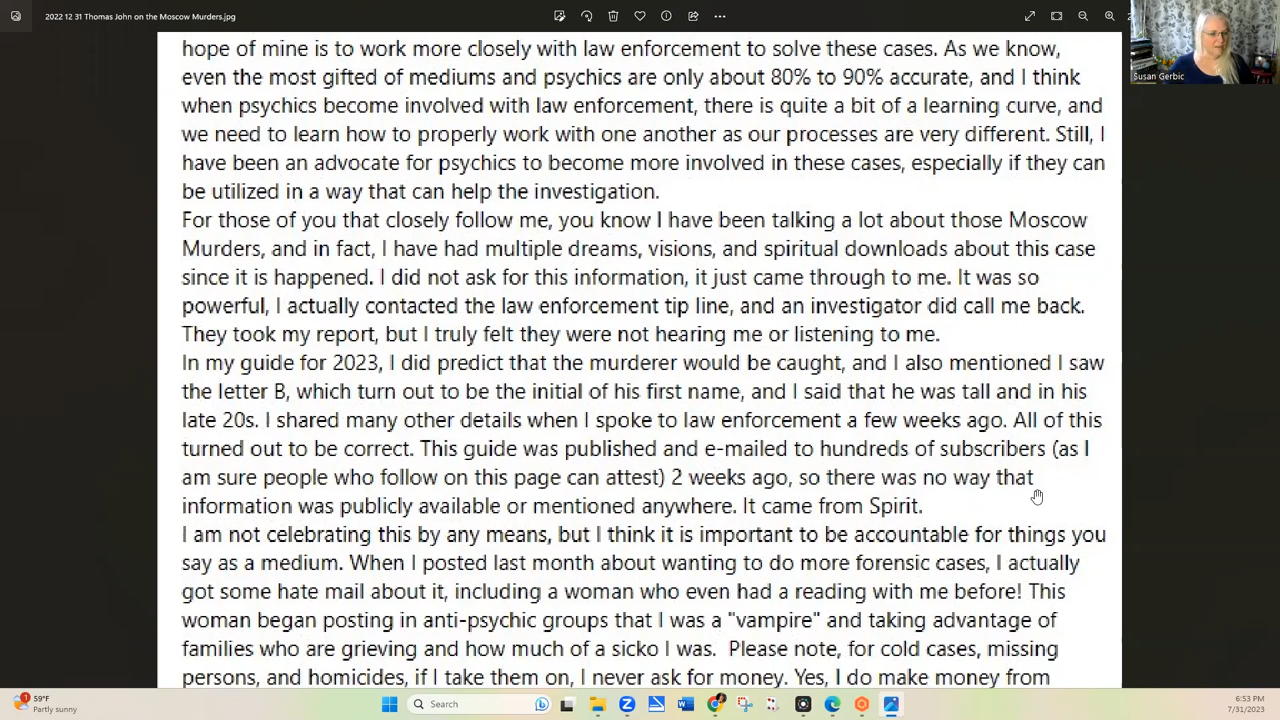 2022 12 31 Thomas John on the Moscow Murders.jpg
Susan Gerbic
hope of mine is to work more closely with law enforcement to solve these cases. As we know,
even the most gifted of mediums and psychics are only about 80% to 90% accurate, and I think
when psychics become involved with law enforcement, there is quite a bit of a learning curve, and
we need to learn how to properly work with one another as our processes are very different. Still, I
have been an advocate for psychics to become more involved in these cases, especially if they can
be utilized in a way that can help the investigation.
For those of you that closely follow me, you know I have been talking a lot about those Moscow
Murders, and in fact, I have had multiple dreams, visions, and spiritual downloads about this case
since it is happened. I did not ask for this information, it just came through to me. It was so
powerful, I actually contacted the law enforcement tip line, and an investigator did call me back.
They took my report, but I truly felt they were not hearing me or listening to me.
In my guide for 2023, I did predict that the murderer would be caught, and I also mentioned I saw
the letter B, which turn out to be the initial of his first name, and I said that he was tall and in his
late 20s. I shared many other details when I spoke to law enforcement a few weeks ago. All of this
turned out to be correct. This guide was published and e-mailed to hundreds of subscribers (as I
am sure people who follow on this page can attest) 2 weeks ago, so there was no way that
information was publicly available or mentioned anywhere. It came from Spirit.
I am not celebrating this by any means, but I think it is important to be accountable for things you
say as a medium. When I posted last month about wanting to do more forensic cases, I actually
got some hate mail about it, including a woman who even had a reading with me before! This
woman began posting in anti-psychic groups that I was a "vampire" and taking advantage of
families who are grieving and how much of a sicko I was.  Please note, for cold cases, missing
persons, and homicides, if I take them on, I never ask for money. Yes, I do make money from
1
59°F
Partly sunny
Search
6:53 PM
7/31/2023